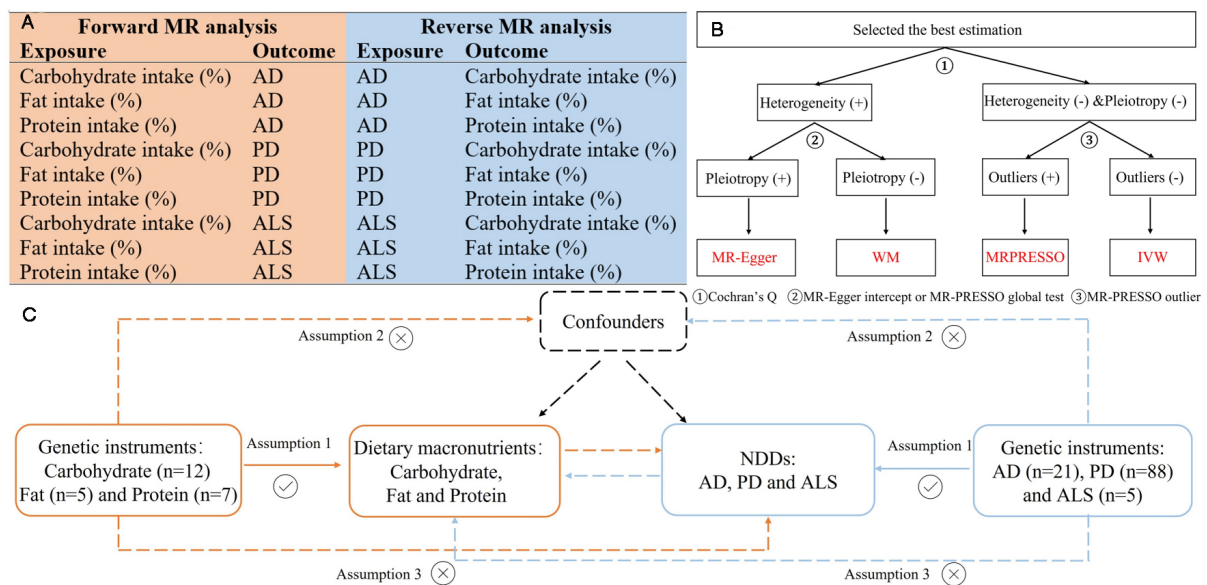 A
Forward MR analysis Reverse MR analysis
Exposure Outcome Exposure Outcome
Carbohydrate intake (%) AD AD Carbohydrate intake (%)
Fat intake (%) AD AD Fat intake (%)
Protein intake (%) AD AD Protein intake (%)
Carbohydrate intake (%) PD PD Carbohydrate intake (%)
Fat intake (%) PD PD Fat intake (%)
Protein intake (%) PD PD Protein intake (%)
Carbohydrate intake (%) ALS ALS Carbohydrate intake (%)
Fat intake (%) ALS ALS Fat intake (%)
Protein intake (%) ALS ALS Protein intake (%)
B
Selected the best estimation
①
Heterogeneity (+) Heterogeneity (-) &Pleiotropy (-)
② ③
Pleiotropy (+) Pleiotropy (-) Outliers (+) Outliers (-)
MR-Egger WM MRPRESSO IVW
①Cochran's Q ②MR-Egger intercept or MR-PRESSO global test ③MR-PRESSO outlier
C
Confounders
Assumption 2 Assumption 2
Genetic instruments:
Carbohydrate (n=12)
Fat (n=5) and Protein (n=7)
Assumption 1
Dietary macronutrients:
Carbohydrate,
Fat and Protein
NDDs:
AD, PD and ALS
Assumption 1
Genetic instruments:
AD (n=21), PD (n=88)
and ALS (n=5)
Assumption 3 Assumption 3